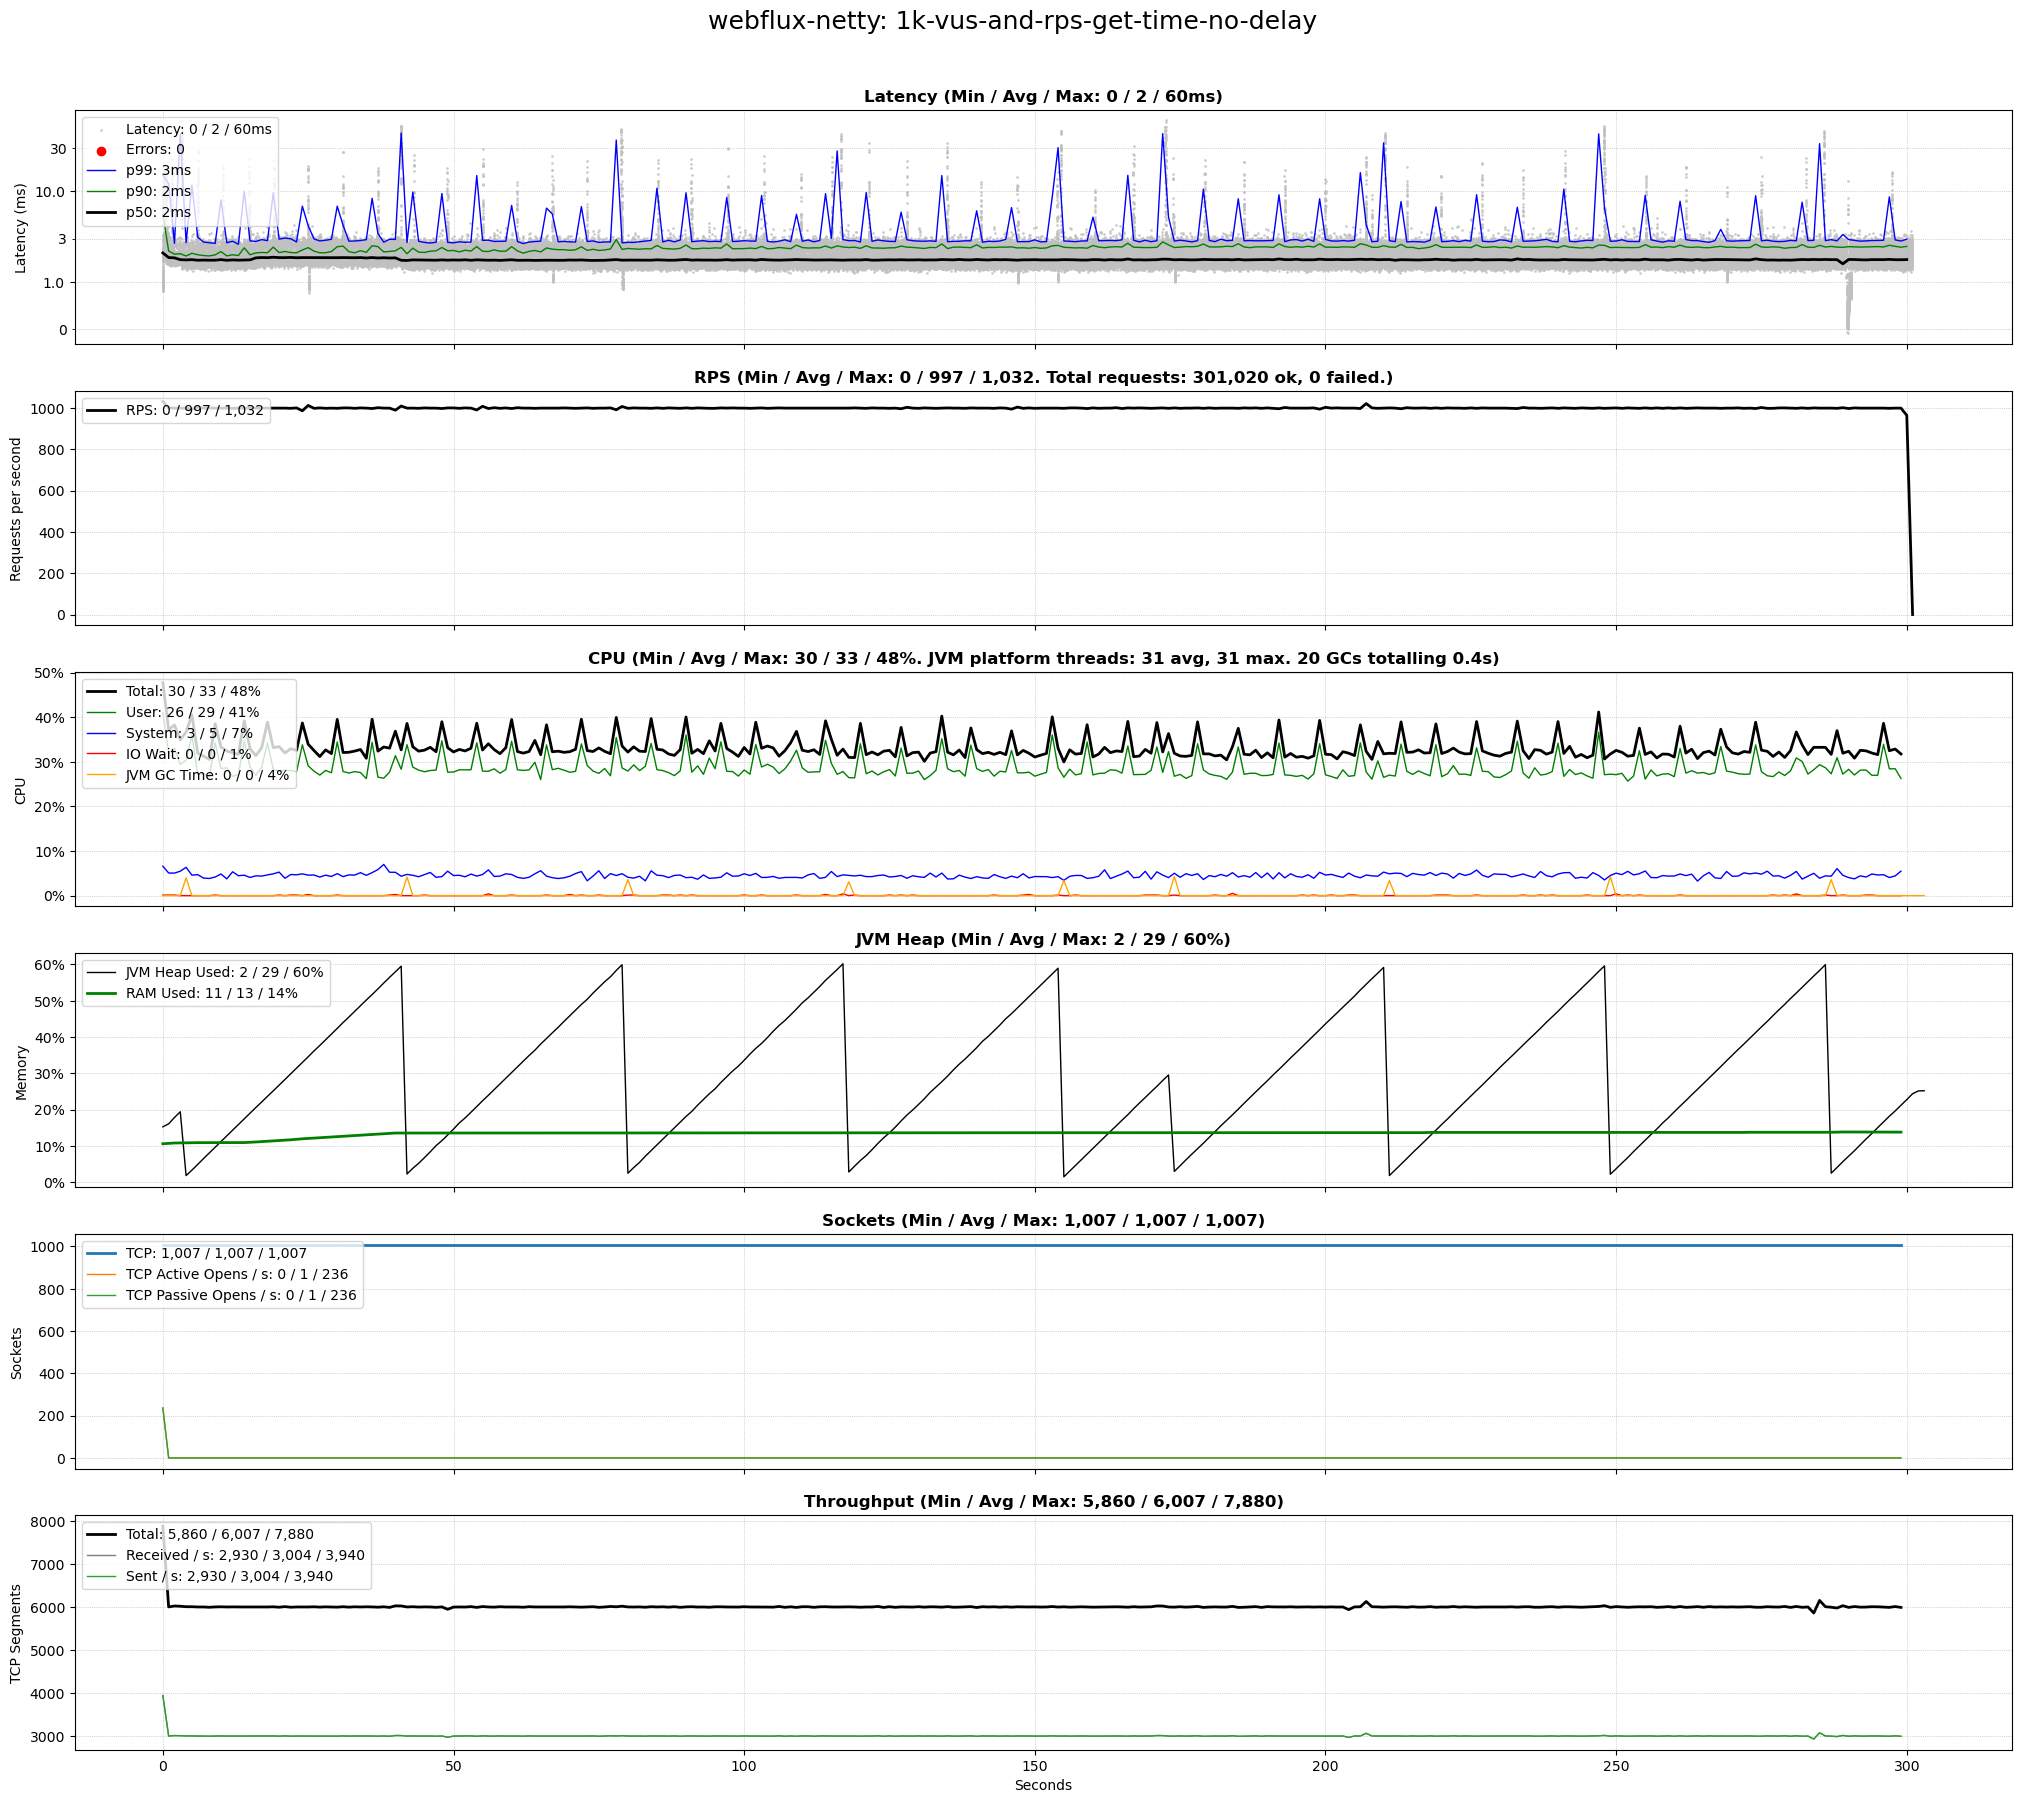 webflux-netty: 1k-vus-and-rps-get-time-no-delay
Latency (Min / Avg / Max: 0 / 2 / 60ms)
Latency (ms)
30
10.0
3
1.0
0
Latency: 0 / 2 / 60ms
Errors: 0
p99: 3ms
p90: 2ms
p50: 2ms
RPS (Min / Avg / Max: 0 / 997 / 1,032. Total requests: 301,020 ok, 0 failed.)
Requests per second
1000
800
600
400
200
0
RPS: 0 / 997 / 1,032
CPU (Min / Avg / Max: 30 / 33 / 48%. JVM platform threads: 31 avg, 31 max. 20 GCs totalling 0.4s)
CPU
50%
40%
30%
20%
10%
0%
Total: 30 / 33 / 48%
User: 26 / 29 / 41%
System: 3 / 5 / 7%
IO Wait: 0 / 0 / 1%
JVM GC Time: 0 / 0 / 4%
JVM Heap (Min / Avg / Max: 2 / 29 / 60%)
Memory
60%
50%
40%
30%
20%
10%
0%
JVM Heap Used: 2 / 29 / 60%
RAM Used: 11 / 13 / 14%
Sockets (Min / Avg / Max: 1,007 / 1,007 / 1,007)
Sockets
1000
800
600
400
200
0
TCP: 1,007 / 1,007 / 1,007
TCP Active Opens / s: 0 / 1 / 236
TCP Passive Opens / s: 0 / 1 / 236
Throughput (Min / Avg / Max: 5,860 / 6,007 / 7,880)
TCP Segments
8000
7000
6000
5000
4000
3000
Total: 5,860 / 6,007 / 7,880
Received / s: 2,930 / 3,004 / 3,940
Sent / s: 2,930 / 3,004 / 3,940
0 50 100 150 200 250 300
Seconds